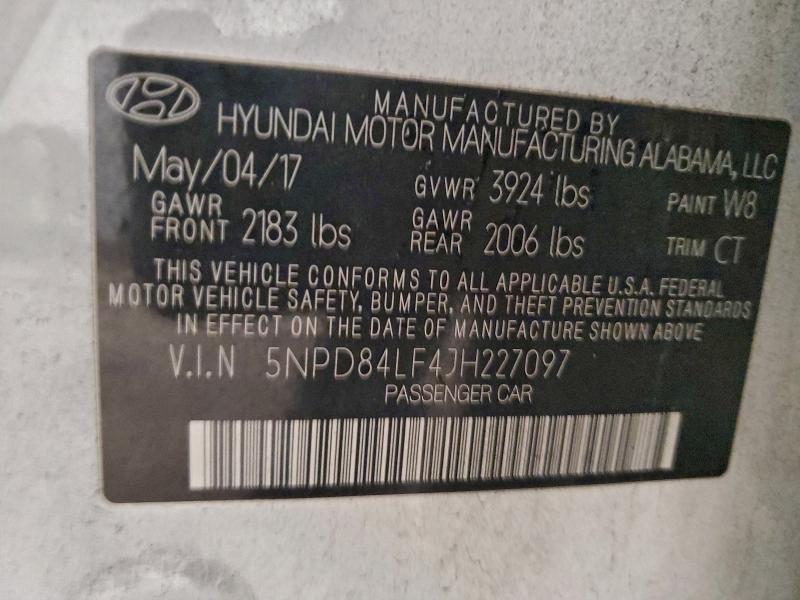 MANUFACTURED BY
HYUNDAI MOTOR MANUFACTURING ALABAMA, LLC
May/04/17 GVWR 3924 lbs PAINT W8
GAWR FRONT 2183 lbs GAWR REAR 2006 lbs TRIM CT
THIS VEHICLE CONFORMS TO ALL APPLICABLE U.S.A. FEDERAL
MOTOR VEHICLE SAFETY, BUMPER, AND THEFT PREVENTION STANDARDS
IN EFFECT ON THE DATE OF MANUFACTURE SHOWN ABOVE
V.I.N 5NPD84LF4JH227097
PASSENGER CAR